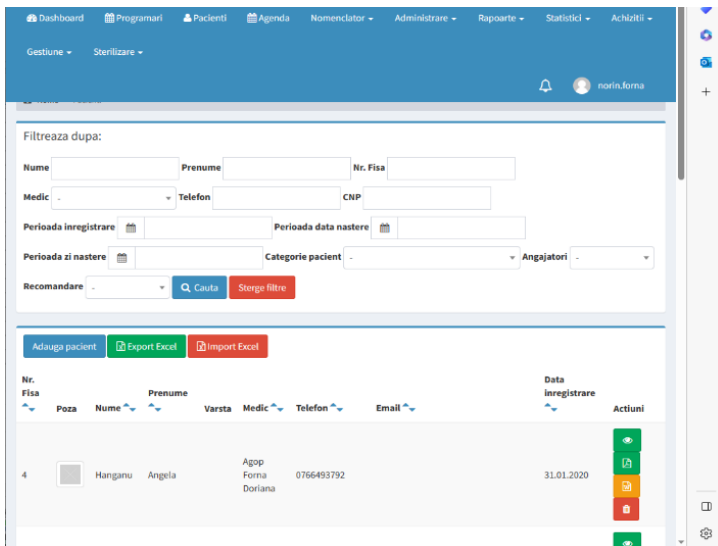 Dashboard Programari Pacienti Agenda Nomenclator Administrare Rapoarte Statistici Achizitii
Gestiune Sterilizare
norin.forna
Filtreaza dupa:
Nume Prenume Nr. Fisa
Medic - Telefon CNP
Perioada inregistrare Perioada data nastere
Perioada zi nastere Categorie pacient - Angajatori -
Recomandare - Cauta Sterge filtre
Adauga pacient Export Excel Import Excel
Nr. Fisa Poza Nume Prenume Varsta Medic Telefon Email Data inregistrare Actiuni
4 Hanganu Angela Agop Forna Doriana 0766493792 31.01.2020